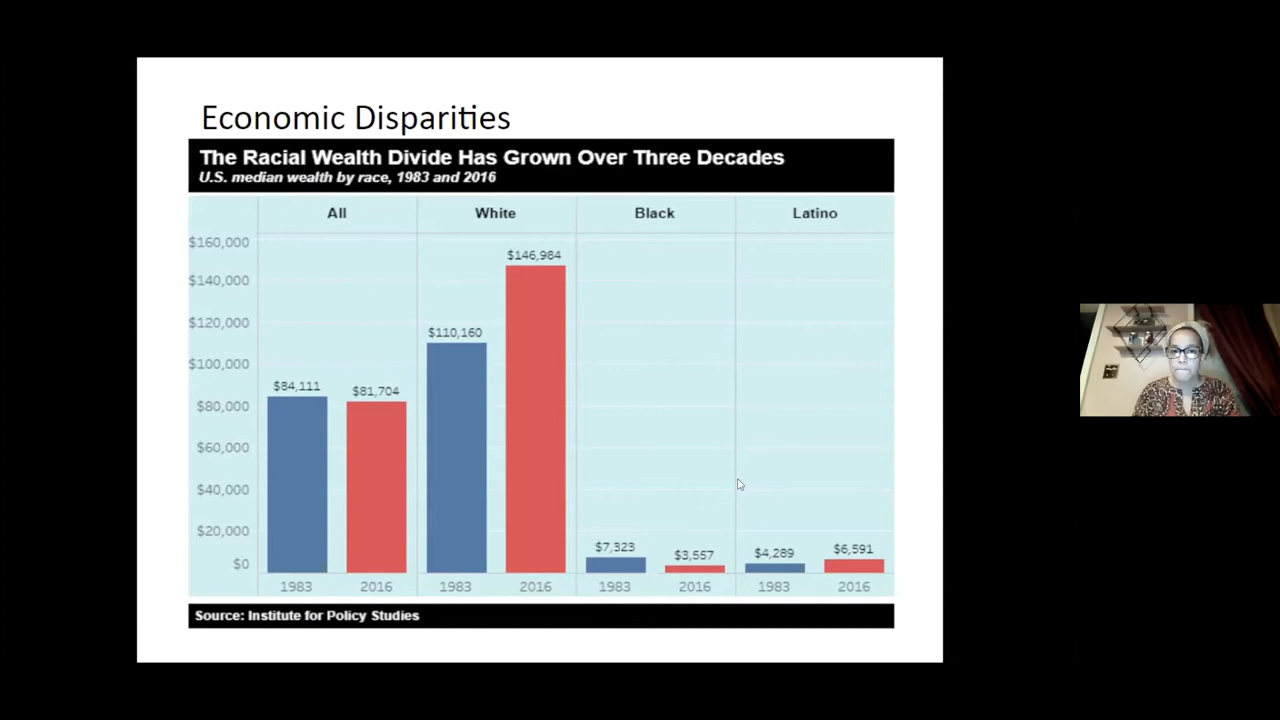 Economic Disparities
The Racial Wealth Divide Has Grown Over Three Decades
U.S. median wealth by race, 1983 and 2016
All White Black Latino
$160,000
$140,000
$120,000
$100,000
$80,000
$60,000
$40,000
$20,000
$0
$84,111 $81,704 $110,160 $146,984 $7,323 $3,557 $4,289 $6,591
1983 2016 1983 2016 1983 2016 1983 2016
Source: Institute for Policy Studies